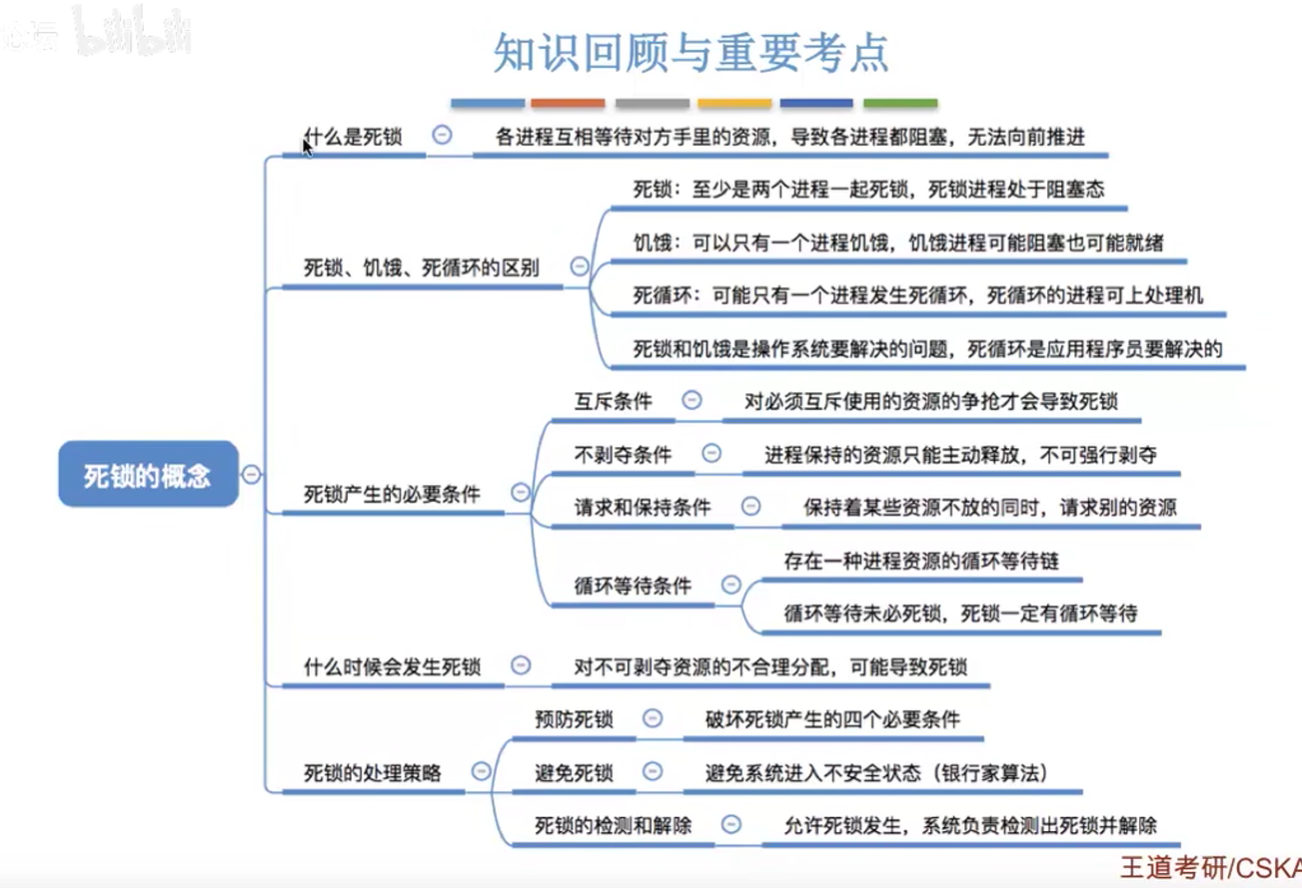 论坛 bilibili
知识回顾与重要考点
什么是死锁
各进程互相等待对方手里的资源，导致各进程都阻塞，无法向前推进
死锁、饥饿、死循环的区别
死锁：至少是两个进程一起死锁，死锁进程处于阻塞态
饥饿：可以只有一个进程饥饿，饥饿进程可能阻塞也可能就绪
死循环：可能只有一个进程发生死循环，死循环的进程可上处理机
死锁和饥饿是操作系统要解决的问题，死循环是应用程序员要解决的
死锁的概念
死锁产生的必要条件
互斥条件
对必须互斥使用的资源的争抢才会导致死锁
不剥夺条件
进程保持的资源只能主动释放，不可强行剥夺
请求和保持条件
保持着某些资源不放的同时，请求别的资源
循环等待条件
存在一种进程资源的循环等待链
循环等待未必死锁，死锁一定有循环等待
什么时候会发生死锁
对不可剥夺资源的不合理分配，可能导致死锁
死锁的处理策略
预防死锁
破坏死锁产生的四个必要条件
避免死锁
避免系统进入不安全状态（银行家算法）
死锁的检测和解除
允许死锁发生，系统负责检测出死锁并解除
王道考研/CSKA